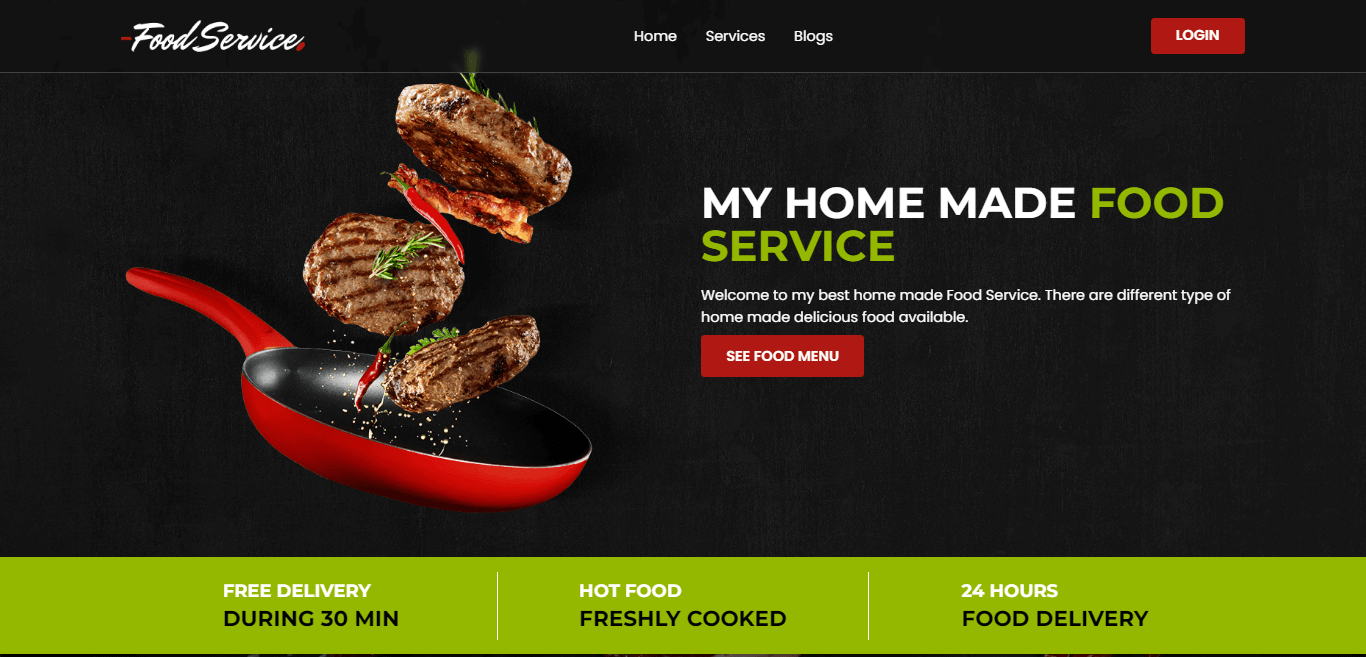 Food Service
Home Services Blogs
LOGIN
MY HOME MADE FOOD
SERVICE
Welcome to my best home made Food Service. There are different type of
home made delicious food available.
SEE FOOD MENU
FREE DELIVERY
DURING 30 MIN
HOT FOOD
FRESHLY COOKED
24 HOURS
FOOD DELIVERY